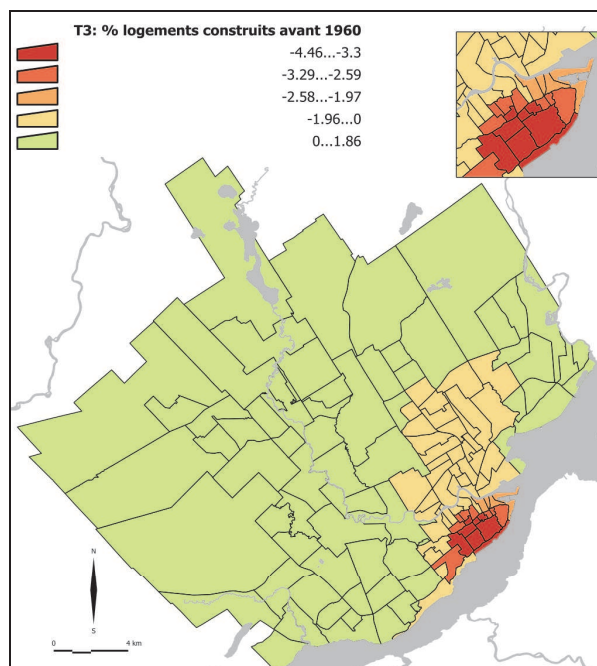 T3: % logements construits avant 1960
-4.46...-3.3
-3.29...-2.59
-2.58...-1.97
-1.96...0
0...1.86
N
S
0 4 km